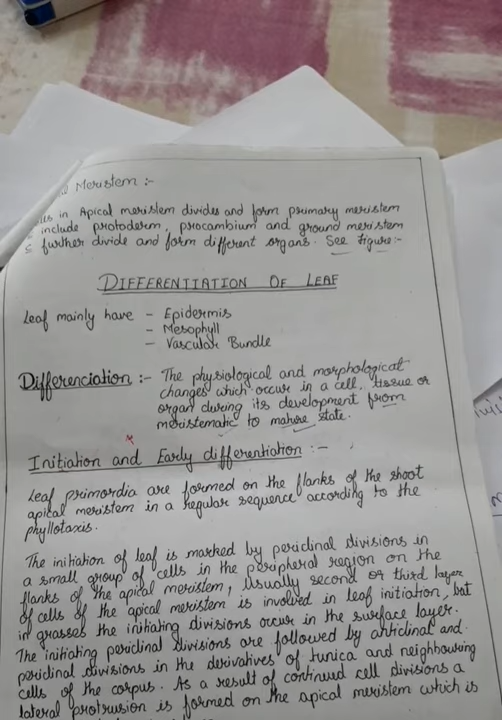 Meristem :-
in Apical meristem divides and form primary meristem
include protoderm, procambium and ground meristem
further divide and form different organs. See figure:-
DIFFERENTIATION OF LEAF
Leaf mainly have - Epidermis
- Mesophyll
- Vascular Bundle
Differenciation :- The physiological and morphological
changes which occur in a cell, tissue or
organ during its development from
meristematic to mature state.
Initiation and Early differentiation :-
Leaf primordia are formed on the flanks of the shoot
apical meristem in a regular sequence according to the
phyllotaxis.
The initiation of leaf is marked by periclinal divisions in
a small group of cells in the peripheral region on the
flanks of the apical meristem, Usually second or third layer
of cells of the apical meristem is involved in leaf initiation, but
in grasses the initiating divisions occur in the surface layer.
The initiating periclinal divisions are followed by anticlinal and
periclinal divisions in the derivatives of tunica and neighbouring
cells of the corpus. As a result of continued cell divisions a
lateral protrusion is formed on the apical meristem which is